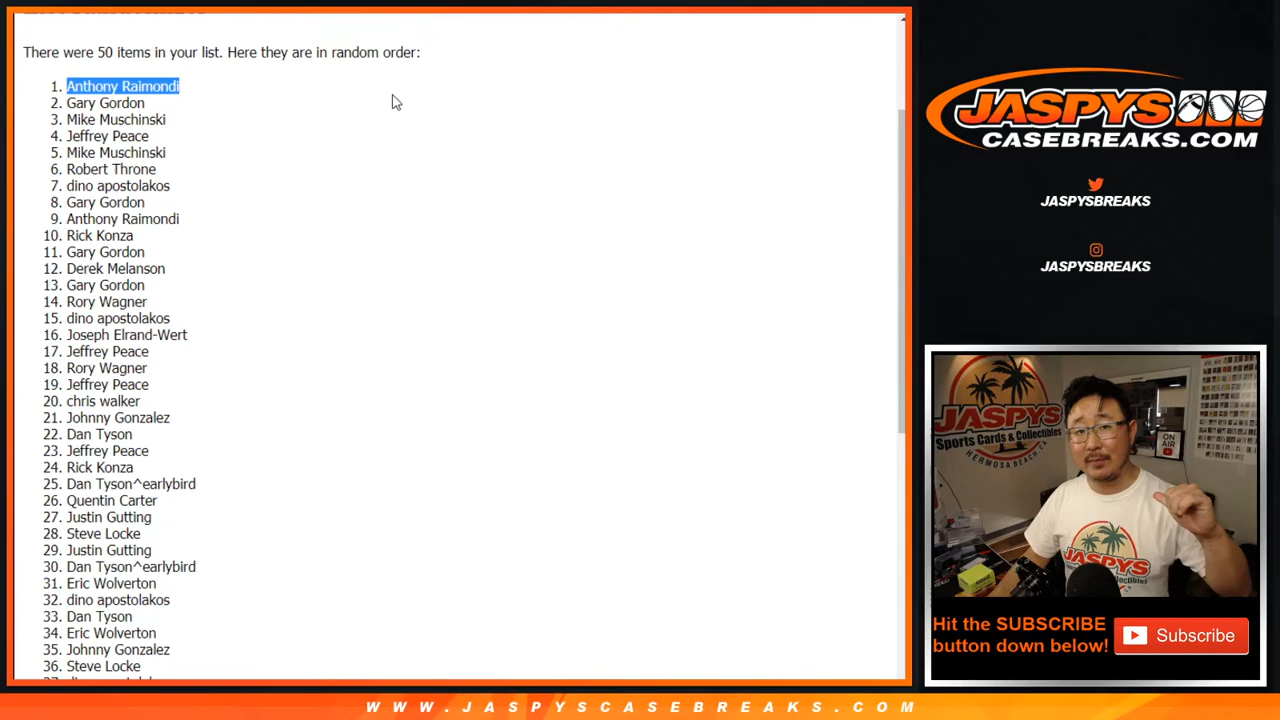 There were 50 items in your list. Here they are in random order:
1. Anthony Raimondi
2. Gary Gordon
3. Mike Muschinski
4. Jeffrey Peace
5. Mike Muschinski
6. Robert Throne
7. dino apostolakos
8. Gary Gordon
9. Anthony Raimondi
10. Rick Konza
11. Gary Gordon
12. Derek Melanson
13. Gary Gordon
14. Rory Wagner
15. dino apostolakos
16. Joseph Elrand-Wert
17. Jeffrey Peace
18. Rory Wagner
19. Jeffrey Peace
20. chris walker
21. Johnny Gonzalez
22. Dan Tyson
23. Jeffrey Peace
24. Rick Konza
25. Dan Tyson^earlybird
26. Quentin Carter
27. Justin Gutting
28. Steve Locke
29. Justin Gutting
30. Dan Tyson^earlybird
31. Eric Wolverton
32. dino apostolakos
33. Dan Tyson
34. Eric Wolverton
35. Johnny Gonzalez
36. Steve Locke
JASPYS
CASEBREAKS.COM
JASPYSBREAKS
JASPYSBREAKS
JASPYS
Sports Cards & Collectibles
HERMOSA BEACH, CA
ON
AIR
JASPYS
Hit the SUBSCRIBE
button down below!
Subscribe
WWW.JASPYSCASEBREAKS.COM